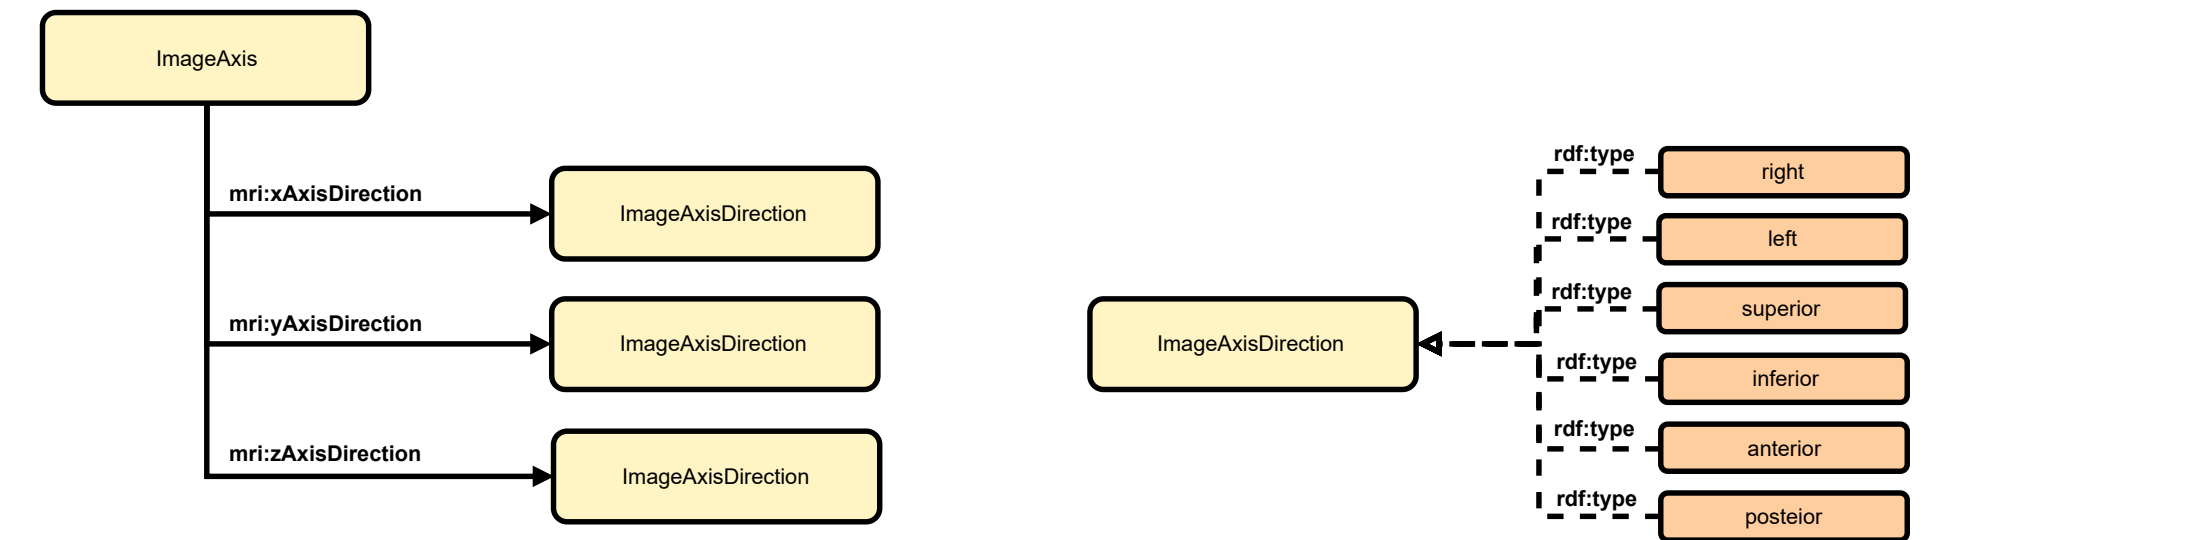 ImageAxis
mri:xAxisDirection
ImageAxisDirection
mri:yAxisDirection
ImageAxisDirection
mri:zAxisDirection
ImageAxisDirection
ImageAxisDirection
rdf:type
right
rdf:type
left
rdf:type
superior
rdf:type
inferior
rdf:type
anterior
rdf:type
posteior